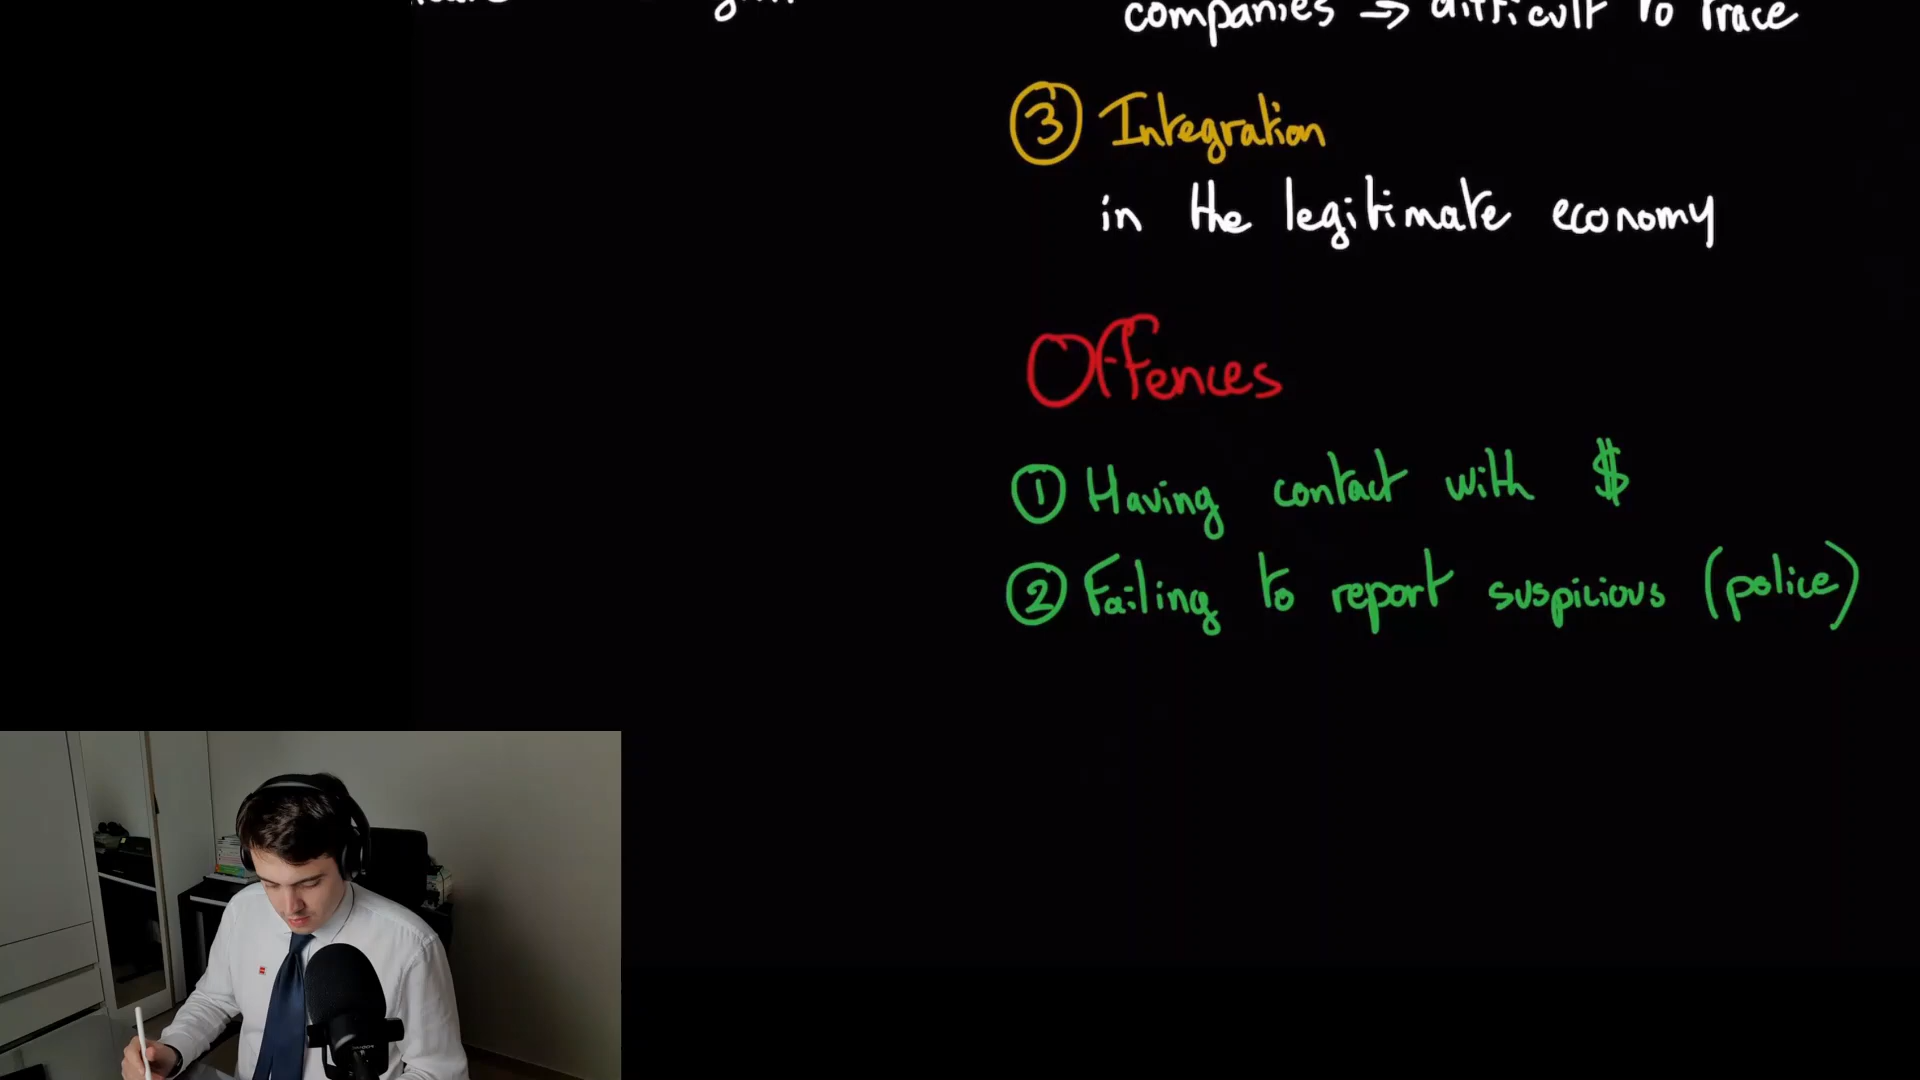 companies → difficult to trace
③ Integration
in the legitimate economy
Offences
① Having contact with $
② Failing to report suspicious (police)